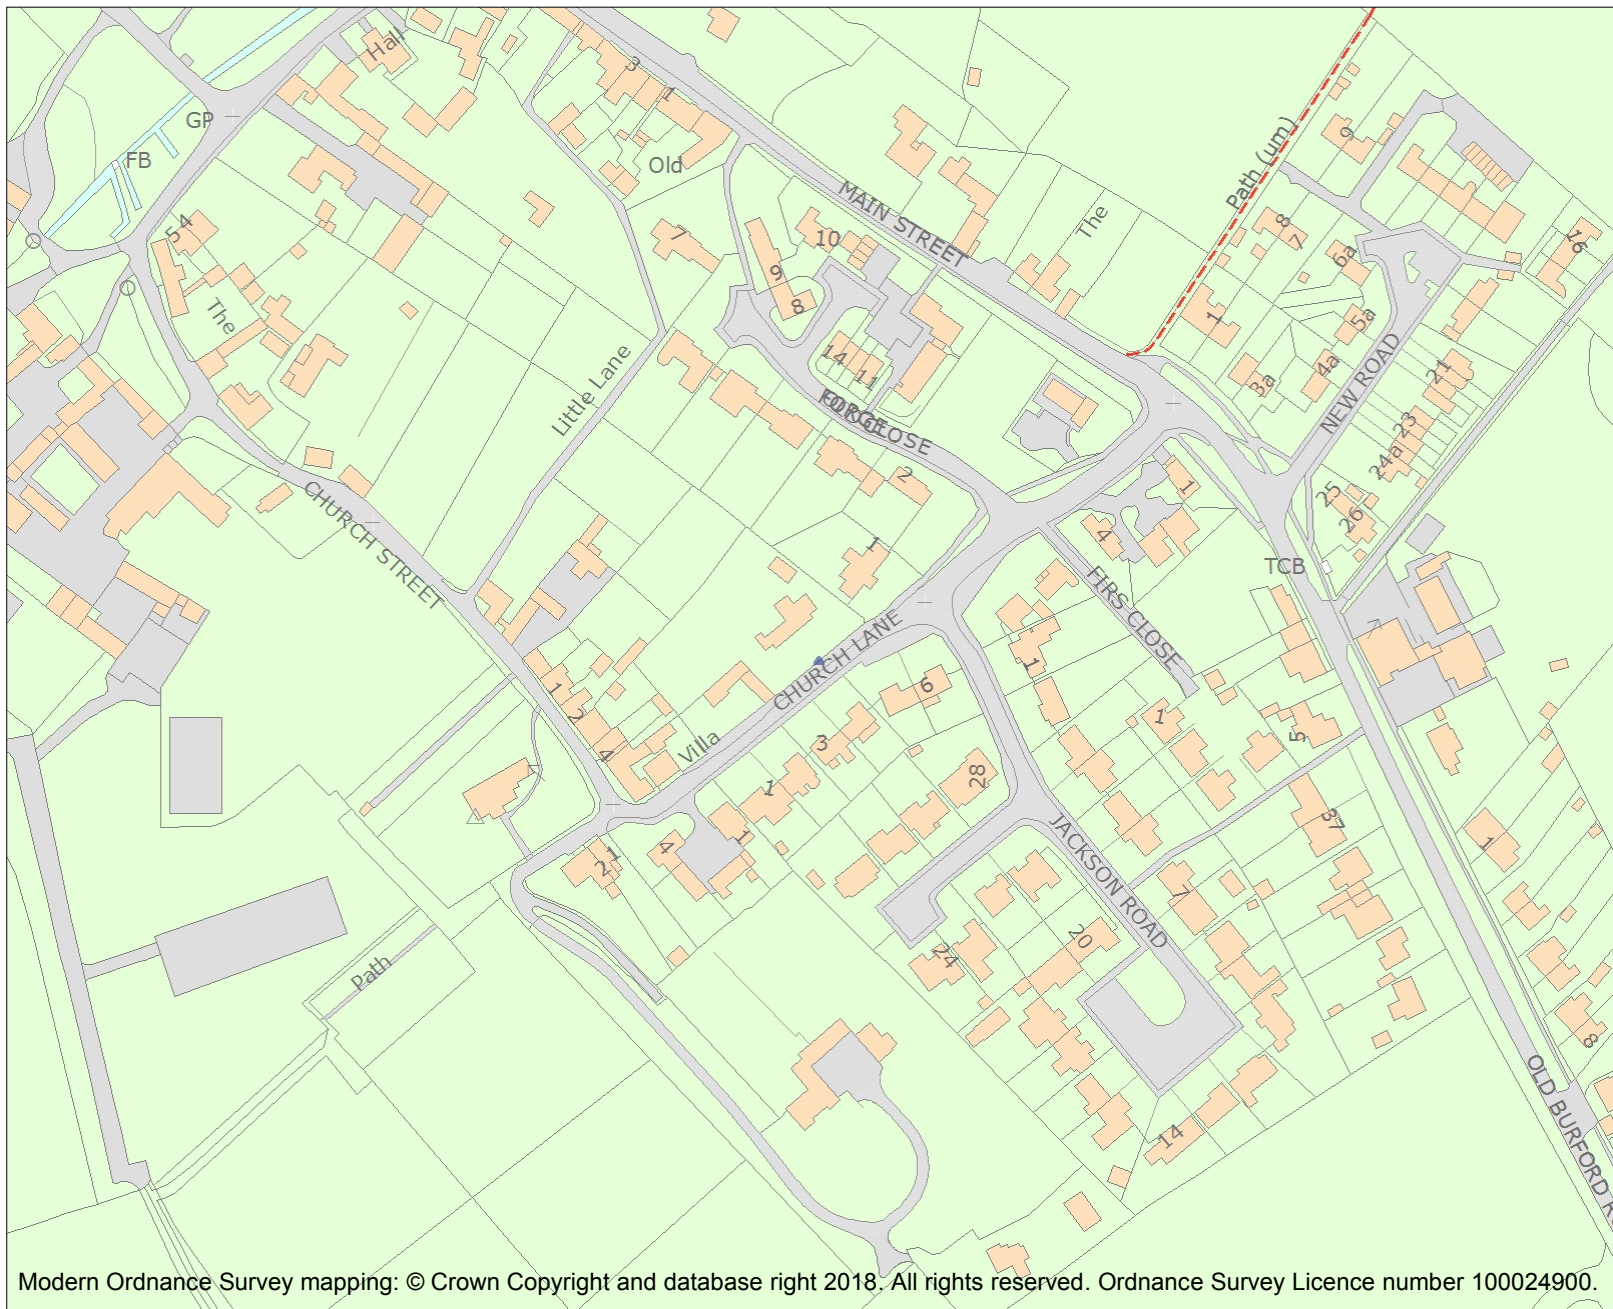 Hall
3
1
GP
FB
Old
MAIN STREET
The
Path (um)
9
8
7
6a
16
54
The
7
10
9
8
14
11
1
5a
4a
3a
NEW ROAD
21
23
24a
25
26
Little Lane
FORGE CLOSE
2
1
CHURCH STREET
1
4
TCB
FIRS CLOSE
1
CHURCH LANE
6
1
1
2
4
Villa
3
1
28
5
37
1
1
4
2
1
JACKSON ROAD
7
20
24
Path
14
8
OLD BURFORD R
Modern Ordnance Survey mapping: © Crown Copyright and database right 2018. All rights reserved. Ordnance Survey Licence number 100024900.